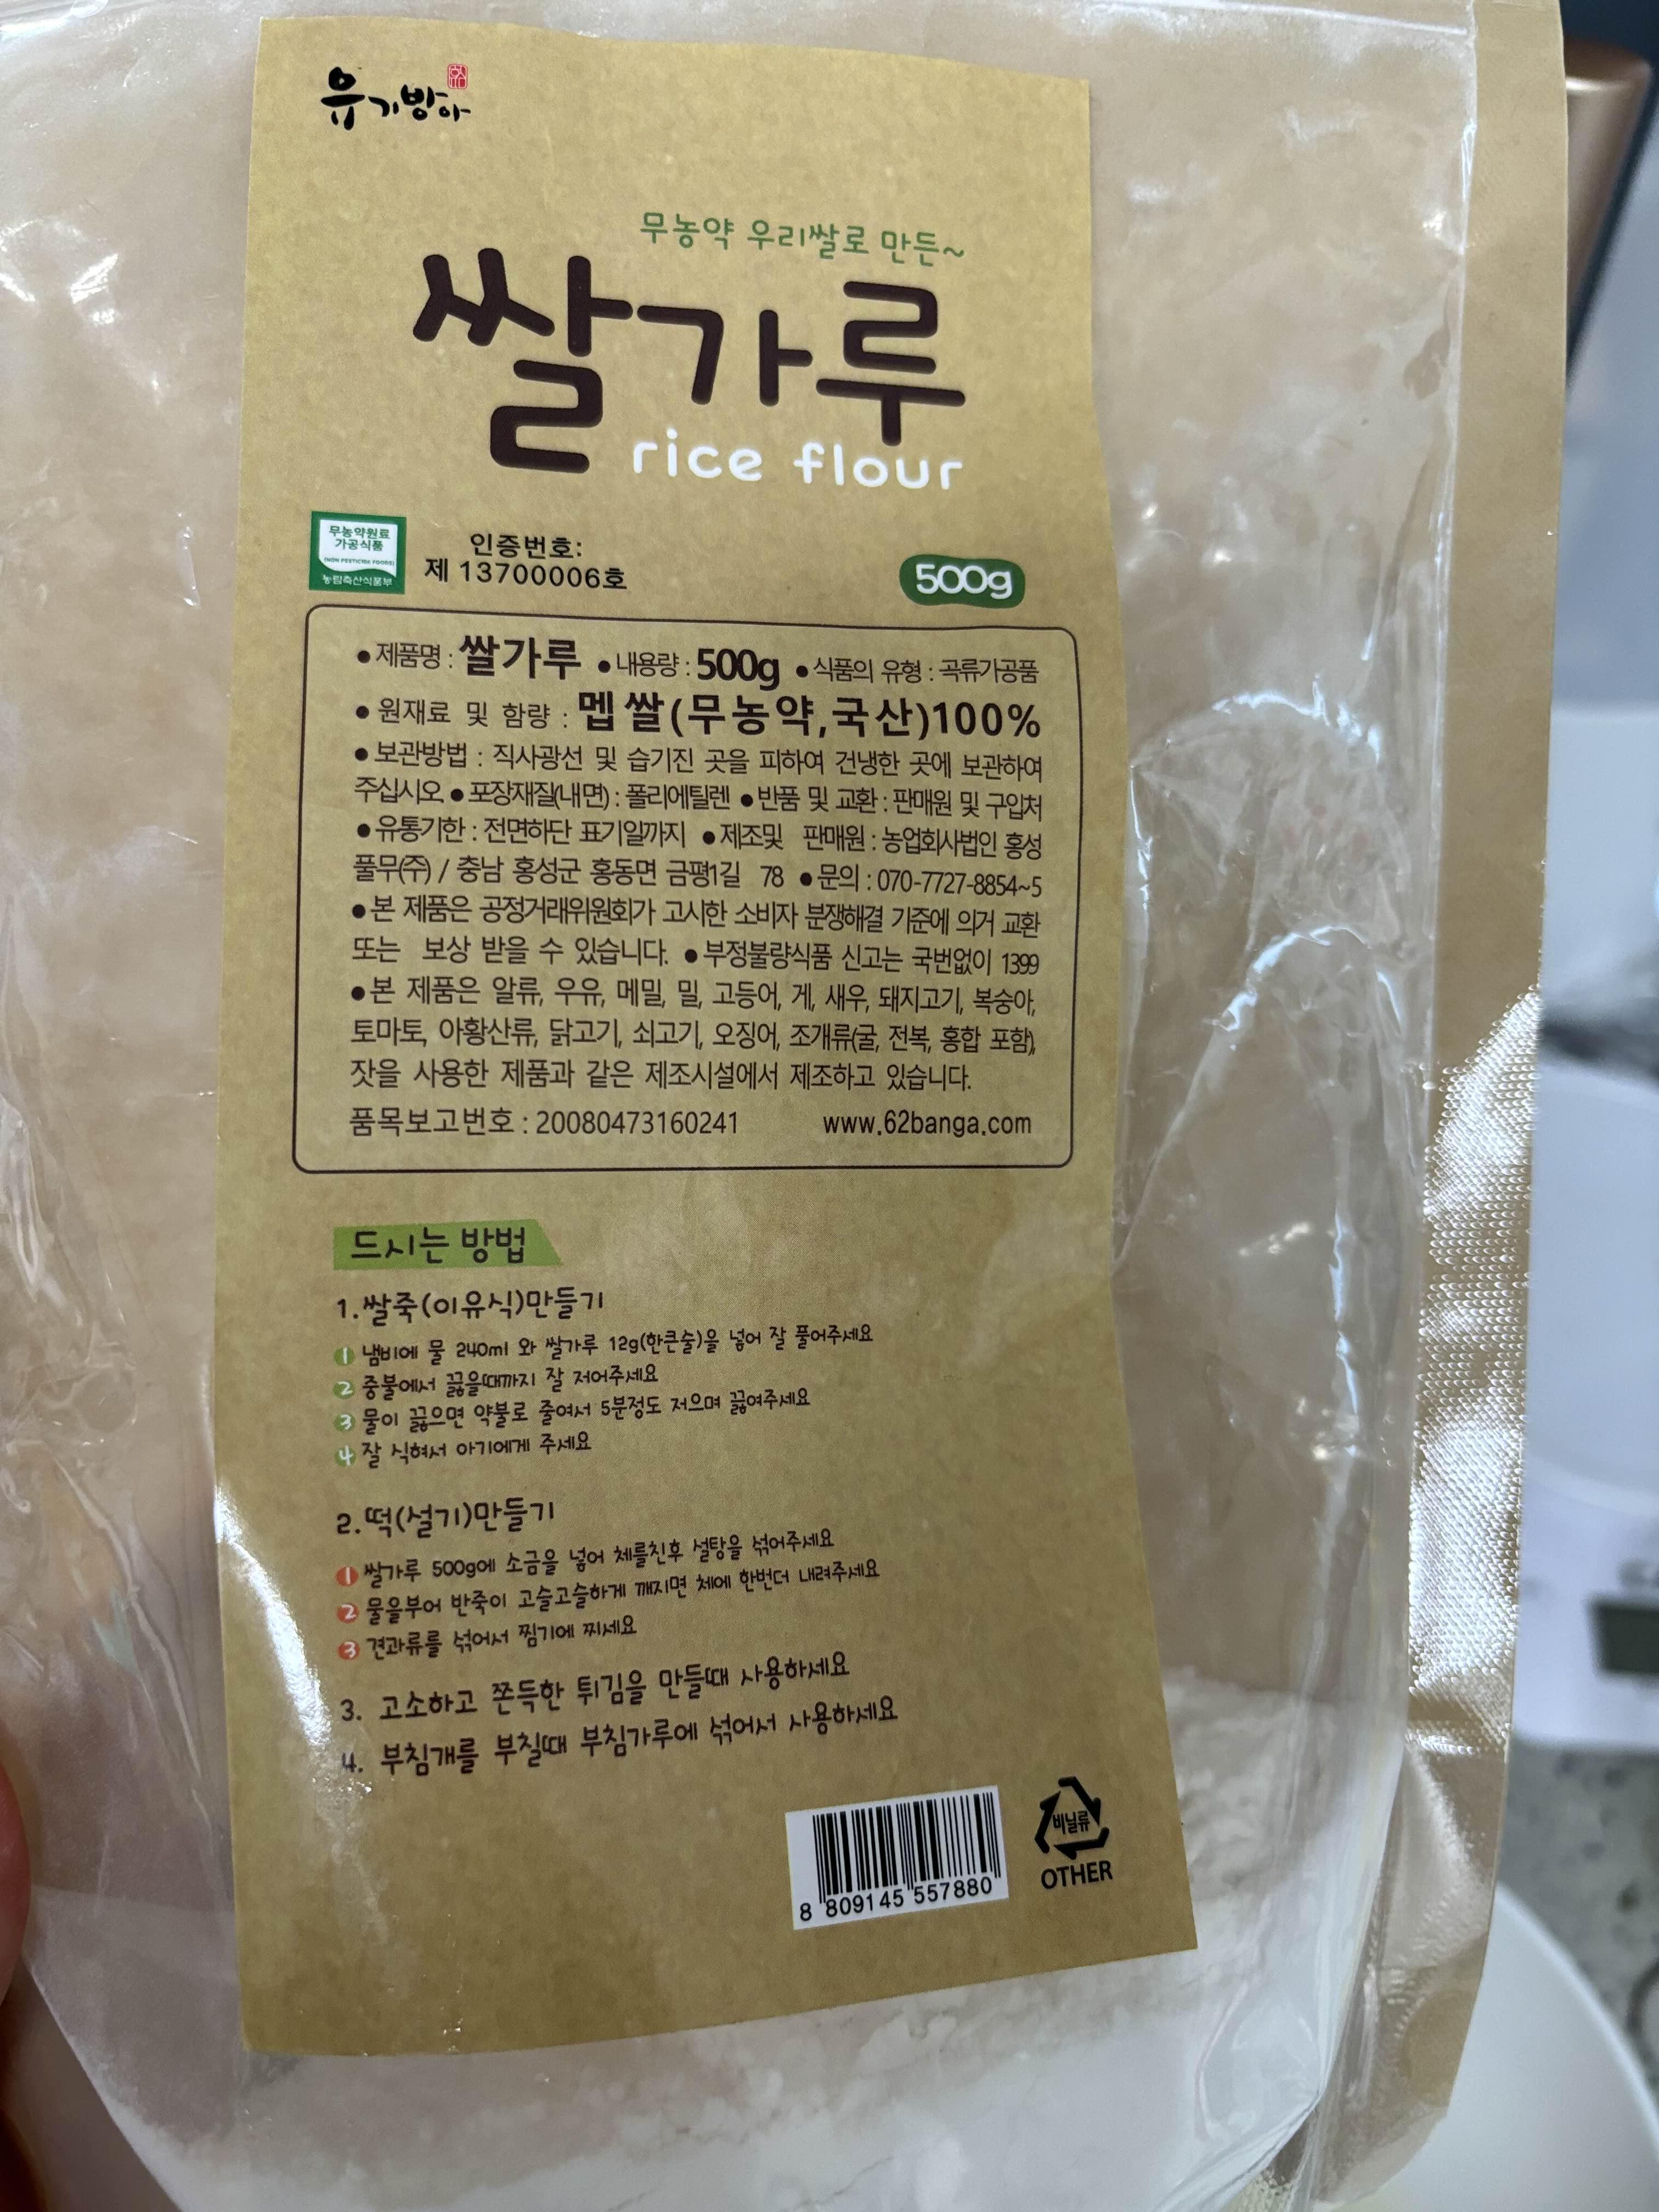 유기방아
무농약 우리쌀로 만든~
쌀가루
rice flour
무농약원료
가공식품
(NON PESTICIDE FOODS)
농림축산식품부
인증번호:
제 13700006호
500g
●제품명 : 쌀가루 ●내용량 : 500g ●식품의 유형 : 곡류가공품
●원재료 및 함량 : 멥쌀(무농약,국산)100%
●보관방법 : 직사광선 및 습기진 곳을 피하여 건냉한 곳에 보관하여
주십시오. ●포장재질(내면) : 폴리에틸렌 ●반품 및 교환 : 판매원 및 구입처
●유통기한 : 전면하단 표기일까지 ●제조및 판매원 : 농업회사법인 홍성
풀무(주) / 충남 홍성군 홍동면 금평1길 78 ●문의 : 070-7727-8854~5
●본 제품은 공정거래위원회가 고시한 소비자 분쟁해결 기준에 의거 교환
또는 보상 받을 수 있습니다. ●부정불량식품 신고는 국번없이 1399
●본 제품은 알류, 우유, 메밀, 밀, 고등어, 게, 새우, 돼지고기, 복숭아,
토마토, 아황산류, 닭고기, 쇠고기, 오징어, 조개류(굴, 전복, 홍합 포함),
잣을 사용한 제품과 같은 제조시설에서 제조하고 있습니다.
품목보고번호 : 20080473160241 www.62banga.com
드시는 방법
1.쌀죽(이유식)만들기
1 냄비에 물 240ml 와 쌀가루 12g(한큰술)을 넣어 잘 풀어주세요
2 중불에서 끓을때까지 잘 저어주세요
3 물이 끓으면 약불로 줄여서 5분정도 저으며 끓여주세요
4 잘 식혀서 아기에게 주세요
2.떡(설기)만들기
1 쌀가루 500g에 소금을 넣어 체를친후 설탕을 섞어주세요
2 물을부어 반죽이 고슬고슬하게 깨지면 체에 한번더 내려주세요
3 견과류를 섞어서 찜기에 찌세요
3. 고소하고 쫀득한 튀김을 만들때 사용하세요
4. 부침개를 부칠때 부침가루에 섞어서 사용하세요
비닐류
OTHER
8 809145 557880